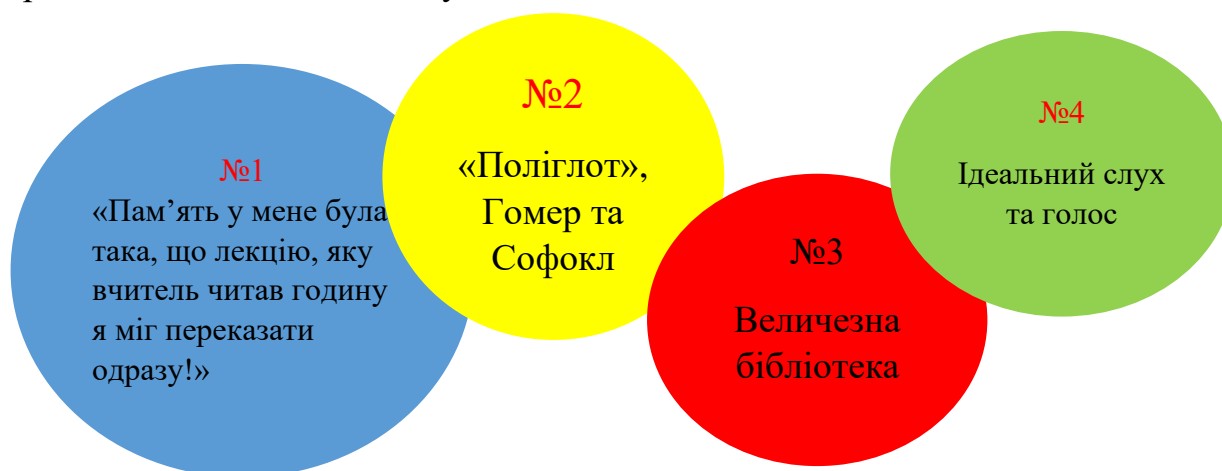 №1
«Пам’ять у мене була
така, що лекцію, яку
вчитель читав годину
я міг переказати
одразу!»
№2
«Поліглот»,
Гомер та
Софокл
№3
Величезна
бібліотека
№4
Ідеальний слух
та голос